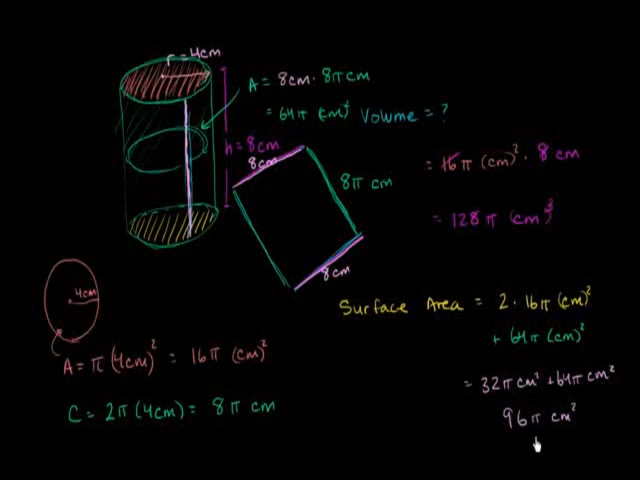 r = 4cm
A = 8cm · 8π cm
= 64π (cm)² Volume = ?
h = 8cm
8cm
= 16π (cm)² · 8 cm
8π cm
= 128π (cm)³
8cm
4cm
Surface Area = 2 · 16π (cm)²
+ 64π (cm)²
A = π (4cm)² = 16π (cm)²
= 32π cm² + 64π cm²
C = 2π (4cm) = 8π cm
96π cm²